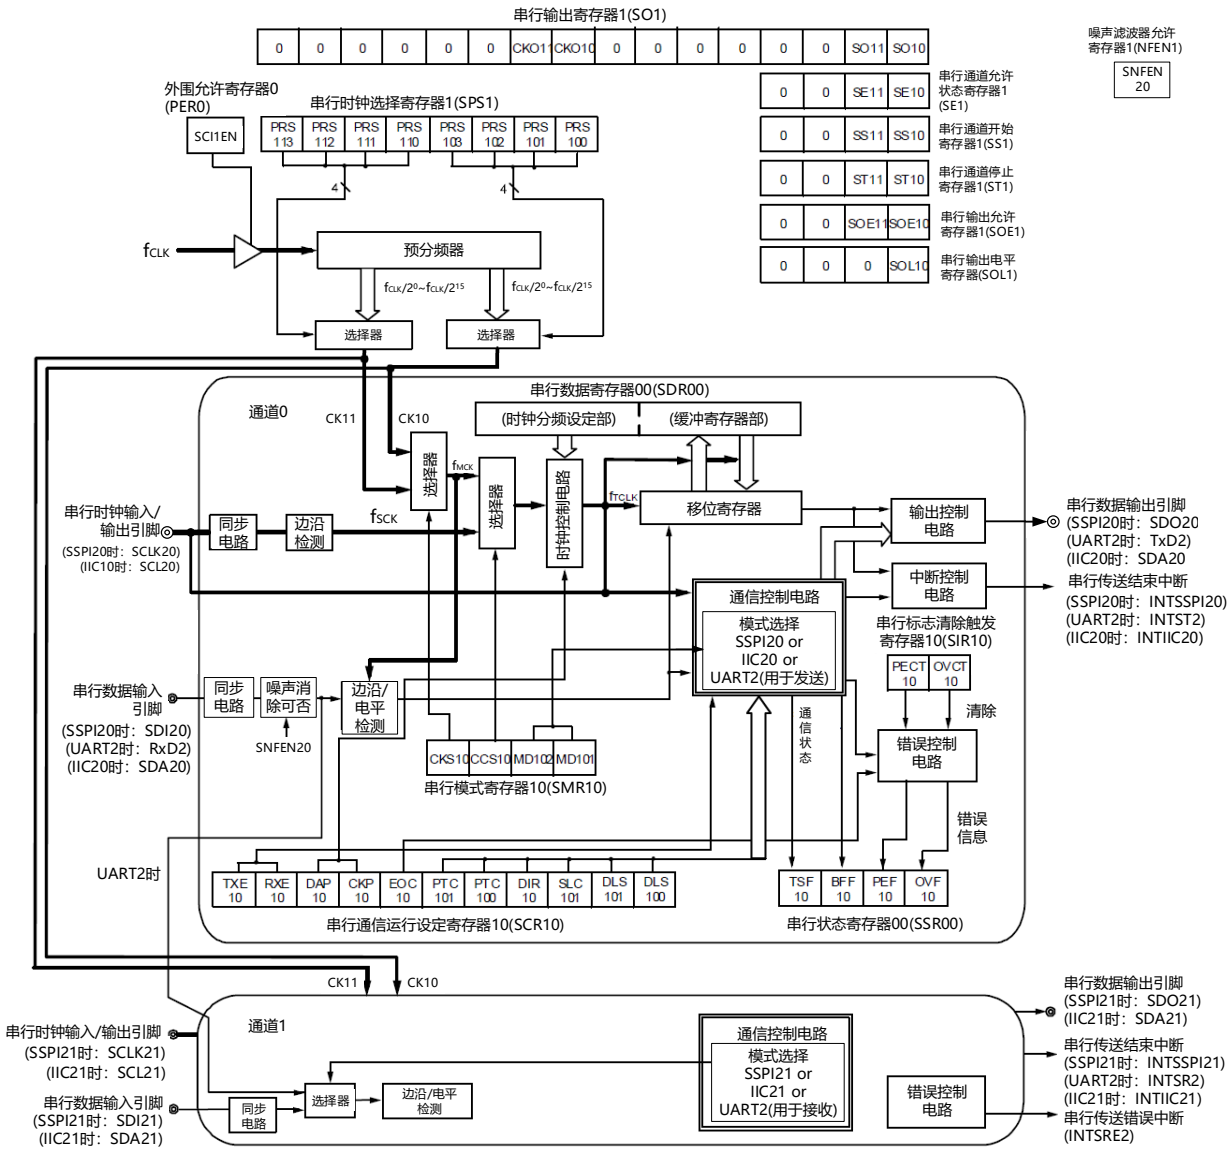 串行输出寄存器1(SO1)
0 0 0 0 0 0 CKO11 CKO10 0 0 0 0 0 0 SO11 SO10
噪声滤波器允许
寄存器1(NFEN1)
SNFEN
20
外围允许寄存器0
(PER0)
SCI1EN
串行时钟选择寄存器1(SPS1)
PRS PRS PRS PRS PRS PRS PRS PRS
113 112 111 110 103 102 101 100
0 0 SE11 SE10
串行通道允许
状态寄存器1
(SE1)
0 0 SS11 SS10
串行通道开始
寄存器1(SS1)
0 0 ST11 ST10
串行通道停止
寄存器1(ST1)
0 0 SOE11 SOE10
串行输出允许
寄存器1(SOE1)
0 0 0 SOL10
串行输出电平
寄存器(SOL1)
4 4
fCLK
预分频器
fCLK/2⁰~fCLK/2¹⁵ fCLK/2⁰~fCLK/2¹⁵
选择器 选择器
通道0
CK11 CK10
串行数据寄存器00(SDR00)
(时钟分频设定部) (缓冲寄存器部)
选择器
fMCK
选择器
时钟控制电路
fTCLK
移位寄存器
输出控制
电路
串行数据输出引脚
(SSPI20时：SDO20
(UART2时：TxD2)
(IIC20时：SDA20
串行时钟输入/
输出引脚
(SSPI20时：SCLK20)
(IIC10时：SCL20)
同步
电路
边沿
检测
fSCK
中断控制
电路
串行传送结束中断
(SSPI20时：INTSSPI20)
(UART2时：INTST2)
(IIC20时：INTIIC20)
通信控制电路
模式选择
SSPI20 or
IIC20 or
UART2(用于发送)
串行标志清除触发
寄存器10(SIR10)
PECT OVCT
10 10
清除
串行数据输入
引脚
(SSPI20时：SDI20)
(UART2时：RxD2)
(IIC20时：SDA20)
同步
电路
噪声消
除可否
SNFEN20
边沿/
电平
检测
通
信
状
态
错误控制
电路
CKS10 CCS10 MD102 MD101
串行模式寄存器10(SMR10)
错误
信息
UART2时
TXE RXE DAP CKP EOC PTC PTC DIR SLC DLS DLS
10 10 10 10 10 101 100 10 101 101 100
串行通信运行设定寄存器10(SCR10)
TSF BFF PEF OVF
10 10 10 10
串行状态寄存器00(SSR00)
CK11 CK10
通道1
串行时钟输入/输出引脚
(SSPI21时：SCLK21)
(IIC21时：SCL21)
串行数据输入引脚
(SSPI21时：SDI21)
(IIC21时：SDA21)
同步
电路
选择器
边沿/电平
检测
通信控制电路
模式选择
SSPI21 or
IIC21 or
UART2(用于接收)
错误控制
电路
串行数据输出引脚
(SSPI21时：SDO21)
(IIC21时：SDA21)
串行传送结束中断
(SSPI21时：INTSSPI21)
(UART2时：INTSR2)
(IIC21时：INTIIC21)
串行传送错误中断
(INTSRE2)